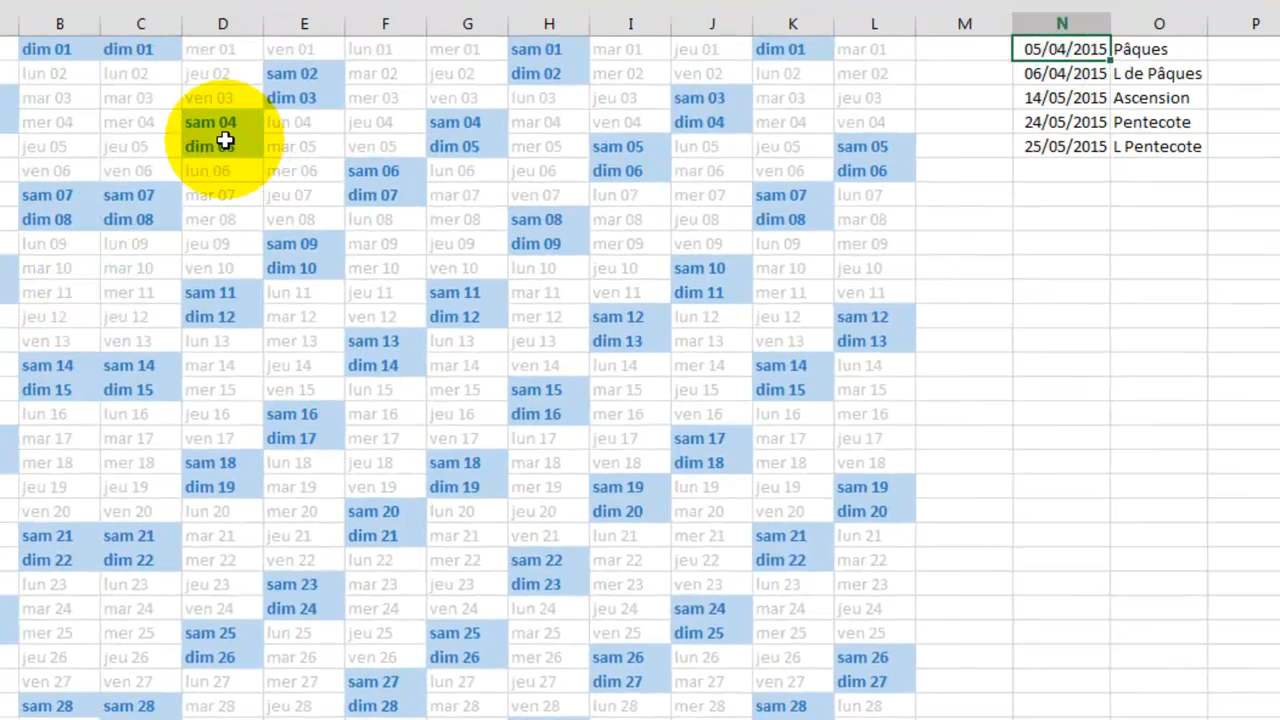 B C D E F G H I J K L M N O P
dim 01 dim 01 mer 01 ven 01 lun 01 mer 01 sam 01 mar 01 jeu 01 dim 01 mar 01 05/04/2015 Pâques
lun 02 lun 02 jeu 02 sam 02 mar 02 jeu 02 dim 02 mer 02 ven 02 lun 02 mer 02 06/04/2015 L de Pâques
mar 03 mar 03 ven 03 dim 03 mer 03 ven 03 lun 03 jeu 03 sam 03 mar 03 jeu 03 14/05/2015 Ascension
mer 04 mer 04 sam 04 lun 04 jeu 04 sam 04 mar 04 ven 04 dim 04 mer 04 ven 04 24/05/2015 Pentecote
jeu 05 jeu 05 dim mar 05 ven 05 dim 05 mer 05 sam 05 lun 05 jeu 05 sam 05 25/05/2015 L Pentecote
ven 06 ven 06 lun 06 mer 06 sam 06 lun 06 jeu 06 dim 06 mar 06 ven 06 dim 06
sam 07 sam 07 mar 07 jeu 07 dim 07 mar 07 ven 07 lun 07 mer 07 sam 07 lun 07
dim 08 dim 08 mer 08 ven 08 lun 08 mer 08 sam 08 mar 08 jeu 08 dim 08 mar 08
lun 09 lun 09 jeu 09 sam 09 mar 09 jeu 09 dim 09 mer 09 ven 09 lun 09 mer 09
mar 10 mar 10 ven 10 dim 10 mer 10 ven 10 lun 10 jeu 10 sam 10 mar 10 jeu 10
mer 11 mer 11 sam 11 lun 11 jeu 11 sam 11 mar 11 ven 11 dim 11 mer 11 ven 11
jeu 12 jeu 12 dim 12 mar 12 ven 12 dim 12 mer 12 sam 12 lun 12 jeu 12 sam 12
ven 13 ven 13 lun 13 mer 13 sam 13 lun 13 jeu 13 dim 13 mar 13 ven 13 dim 13
sam 14 sam 14 mar 14 jeu 14 dim 14 mar 14 ven 14 lun 14 mer 14 sam 14 lun 14
dim 15 dim 15 mer 15 ven 15 lun 15 mer 15 sam 15 mar 15 jeu 15 dim 15 mar 15
lun 16 lun 16 jeu 16 sam 16 mar 16 jeu 16 dim 16 mer 16 ven 16 lun 16 mer 16
mar 17 mar 17 ven 17 dim 17 mer 17 ven 17 lun 17 jeu 17 sam 17 mar 17 jeu 17
mer 18 mer 18 sam 18 lun 18 jeu 18 sam 18 mar 18 ven 18 dim 18 mer 18 ven 18
jeu 19 jeu 19 dim 19 mar 19 ven 19 dim 19 mer 19 sam 19 lun 19 jeu 19 sam 19
ven 20 ven 20 lun 20 mer 20 sam 20 lun 20 jeu 20 dim 20 mar 20 ven 20 dim 20
sam 21 sam 21 mar 21 jeu 21 dim 21 mar 21 ven 21 lun 21 mer 21 sam 21 lun 21
dim 22 dim 22 mer 22 ven 22 lun 22 mer 22 sam 22 mar 22 jeu 22 dim 22 mar 22
lun 23 lun 23 jeu 23 sam 23 mar 23 jeu 23 dim 23 mer 23 ven 23 lun 23 mer 23
mar 24 mar 24 ven 24 dim 24 mer 24 ven 24 lun 24 jeu 24 sam 24 mar 24 jeu 24
mer 25 mer 25 sam 25 lun 25 jeu 25 sam 25 mar 25 ven 25 dim 25 mer 25 ven 25
jeu 26 jeu 26 dim 26 mar 26 ven 26 dim 26 mer 26 sam 26 lun 26 jeu 26 sam 26
ven 27 ven 27 lun 27 mer 27 sam 27 lun 27 jeu 27 dim 27 mar 27 ven 27 dim 27
sam 28 sam 28 mar 28 jeu 28 dim 28 mar 28 ven 28 lun 28 mer 28 sam 28 lun 28